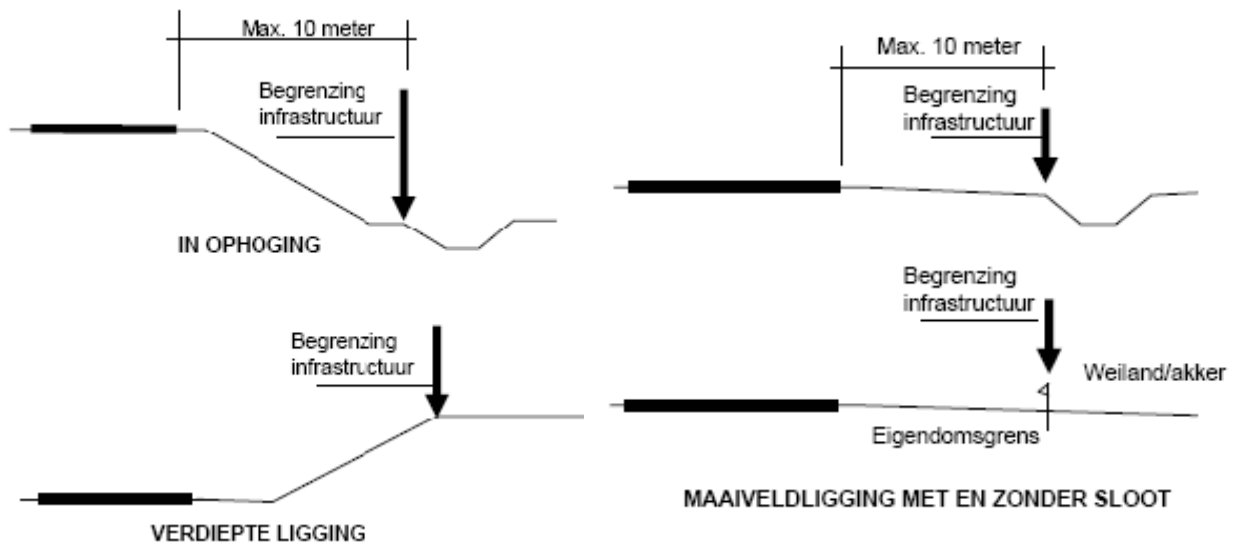 Max. 10 meter
Begrenzing
infrastructuur
IN OPHOGING
Begrenzing
infrastructuur
VERDIEPTE LIGGING
Max. 10 meter
Begrenzing
infrastructuur
Begrenzing
infrastructuur
Weiland/akker
Eigendomsgrens
MAAIVELDLIGGING MET EN ZONDER SLOOT